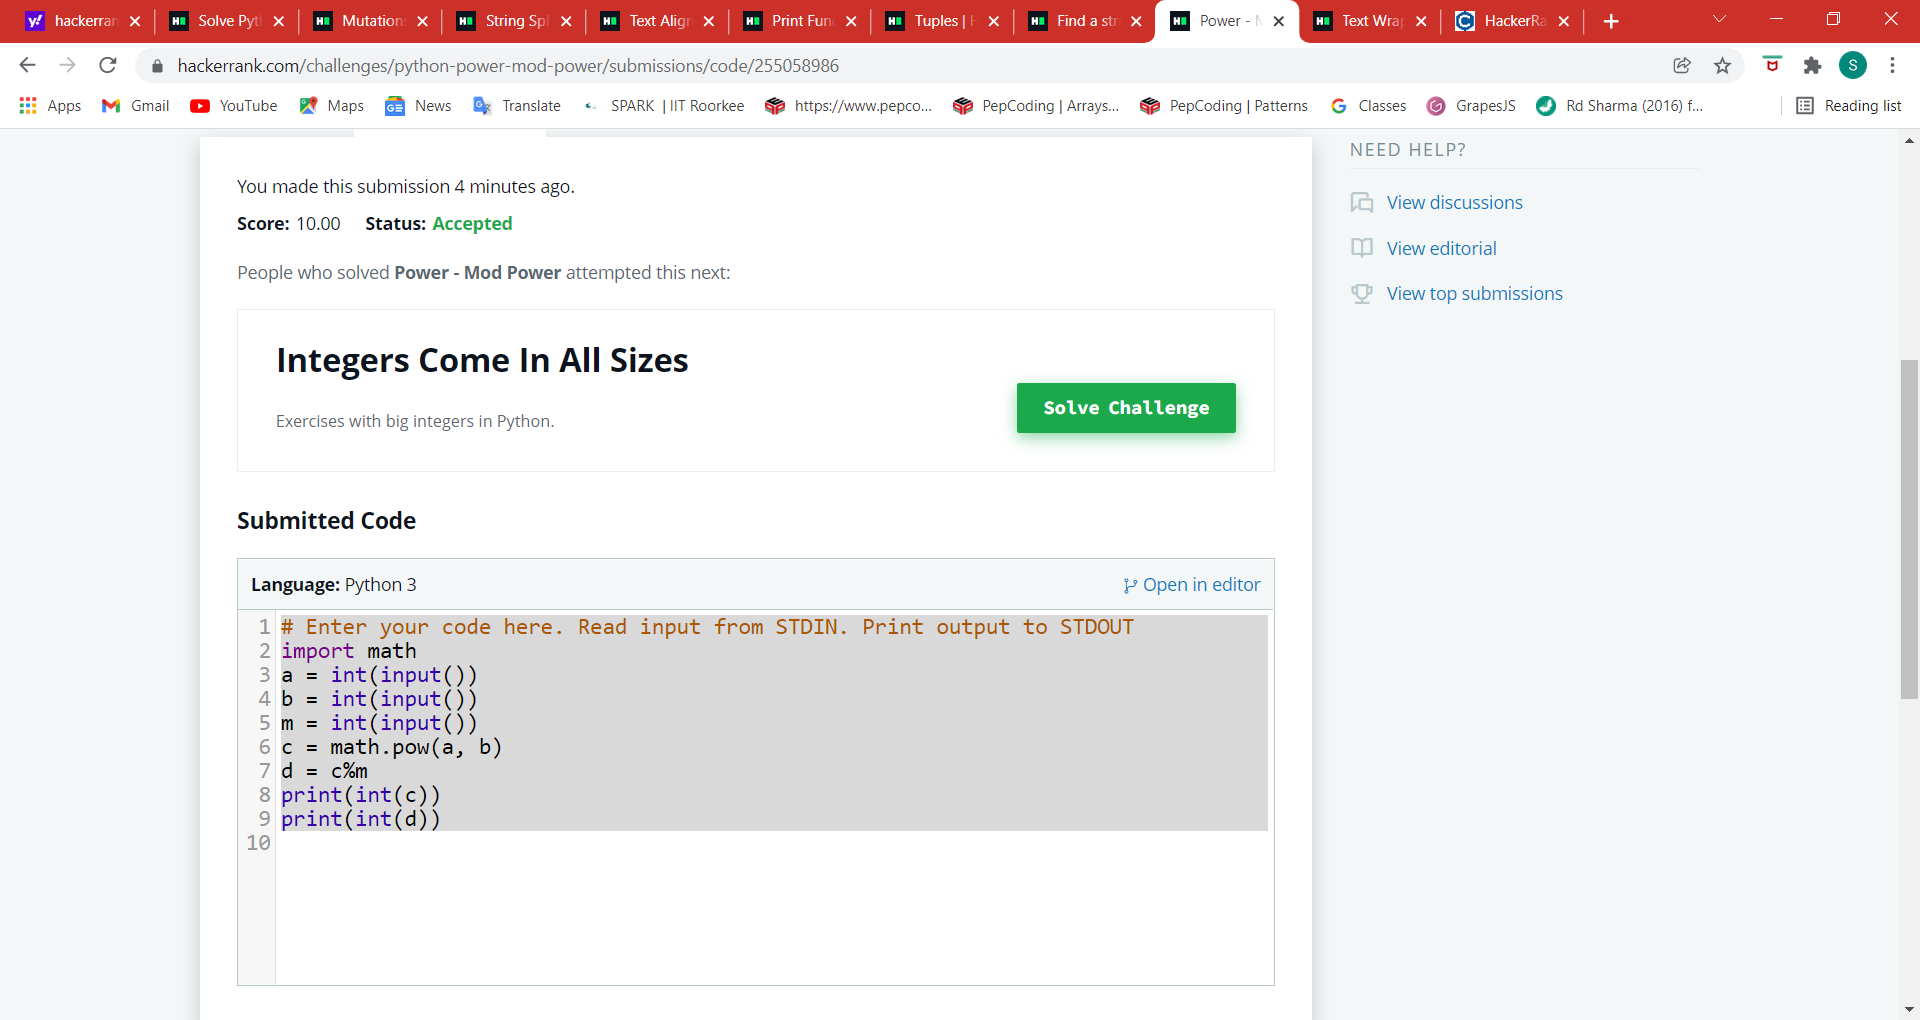 hackerran
Solve Pyt
Mutation
String Sp
Text Align
Print Fun
Tuples | H
Find a str
Power - M
Text Wrap
HackerRa
hackerrank.com/challenges/python-power-mod-power/submissions/code/255058986
S
Apps
Gmail
YouTube
Maps
News
Translate
SPARK | IIT Roorkee
https://www.pepco...
PepCoding | Arrays...
PepCoding | Patterns
Classes
GrapesJS
Rd Sharma (2016) f...
Reading list
You made this submission 4 minutes ago.
Score: 10.00 Status: Accepted
People who solved Power - Mod Power attempted this next:
Integers Come In All Sizes
Exercises with big integers in Python.
Solve Challenge
Submitted Code
Language: Python 3
Open in editor
1 # Enter your code here. Read input from STDIN. Print output to STDOUT
2 import math
3 a = int(input())
4 b = int(input())
5 m = int(input())
6 c = math.pow(a, b)
7 d = c%m
8 print(int(c))
9 print(int(d))
10
NEED HELP?
View discussions
View editorial
View top submissions